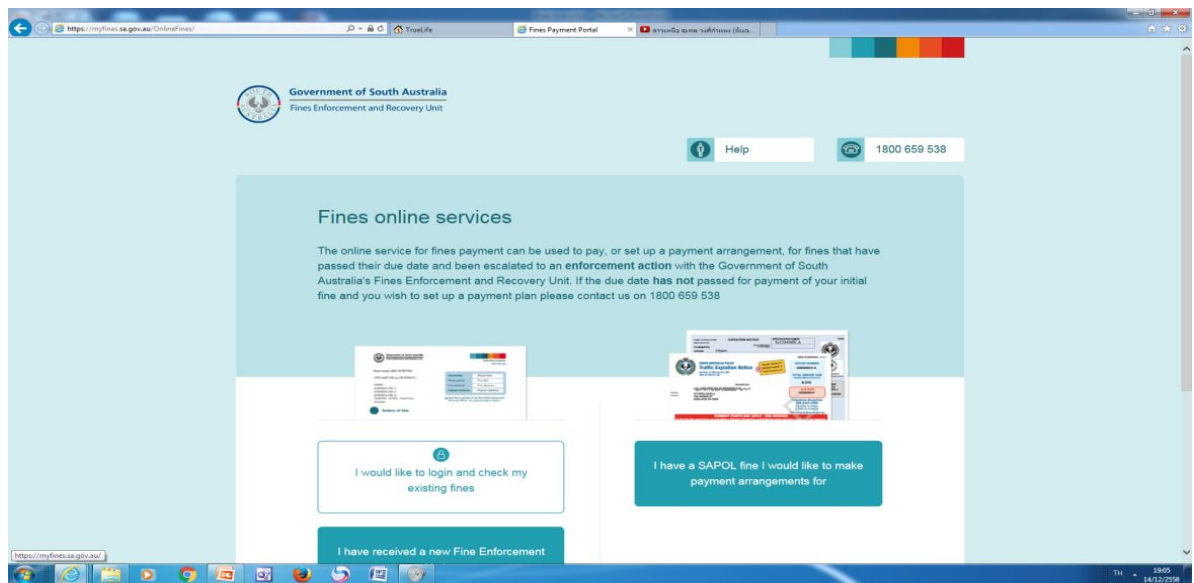 https://myfines.sa.gov.au/OnlineFines/
TrueLife
Fines Payment Portal
Government of South Australia
Fines Enforcement and Recovery Unit
Help
1800 659 538
Fines online services
The online service for fines payment can be used to pay, or set up a payment arrangement, for fines that have
passed their due date and been escalated to an enforcement action with the Government of South
Australia's Fines Enforcement and Recovery Unit. If the due date has not passed for payment of your initial
fine and you wish to set up a payment plan please contact us on 1800 659 538
Traffic Expiation Notice
I would like to login and check my
existing fines
I have a SAPOL fine I would like to make
payment arrangements for
I have received a new Fine Enforcement
https://myfines.sa.gov.au/
TH
19:05
14/12/2558